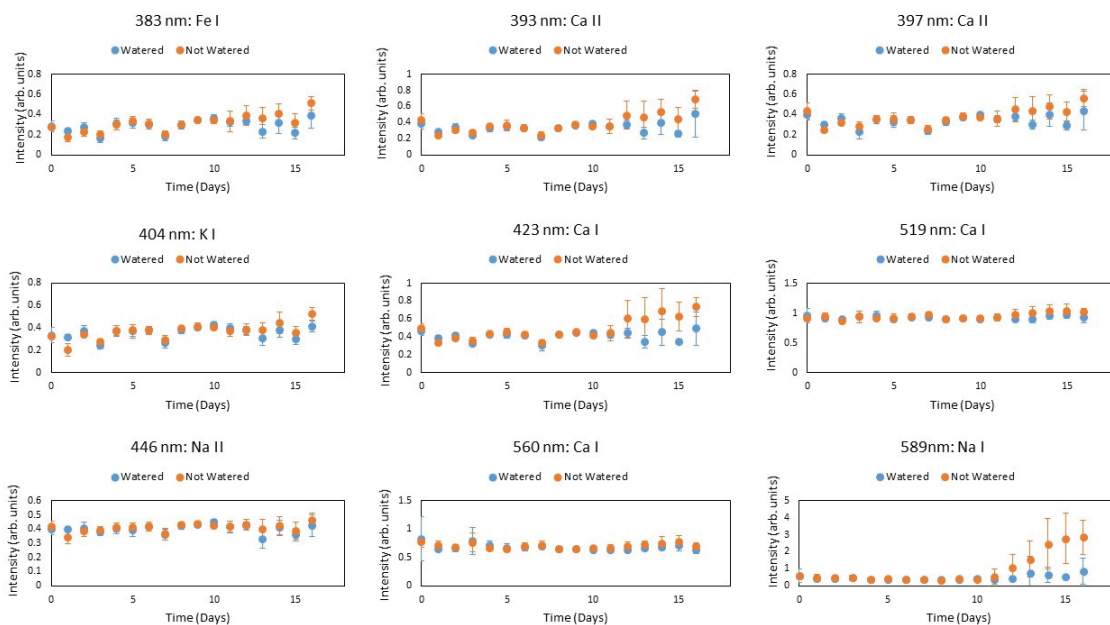 383 nm: Fe I
Watered Not Watered
Intensity (arb. units)
0.8
0.6
0.4
0.2
0
0 5 10 15
Time (Days)
393 nm: Ca II
Watered Not Watered
Intensity (arb. units)
1
0.8
0.6
0.4
0.2
0
0 5 10 15
Time (Days)
397 nm: Ca II
Watered Not Watered
Intensity (arb. units)
0.8
0.6
0.4
0.2
0
0 5 10 15
Time (Days)
404 nm: K I
Watered Not Watered
Intensity (arb. units)
0.8
0.6
0.4
0.2
0
0 5 10 15
Time (Days)
423 nm: Ca I
Watered Not Watered
Intensity (arb. units)
1
0.8
0.6
0.4
0.2
0
0 5 10 15
Time (Days)
519 nm: Ca I
Watered Not Watered
Intensity (arb. units)
1.5
1
0.5
0
0 5 10 15
Time (Days)
446 nm: Na II
Watered Not Watered
Intensity (arb. units)
0.6
0.5
0.4
0.3
0.2
0.1
0
0 5 10 15
Time (Days)
560 nm: Ca I
Watered Not Watered
Intensity (arb. units)
1.5
1
0.5
0
0 5 10 15
Time (Days)
589nm: Na I
Watered Not Watered
Intensity (arb. units)
5
4
3
2
1
0
0 5 10 15
Time (Days)